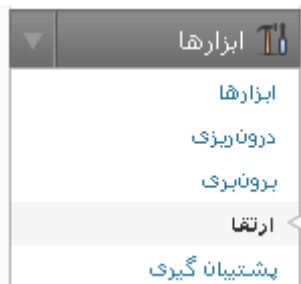 ابزارها
ابزارها
درون‌ریزی
برون‌بری
ارتقا
پشتیبان گیری